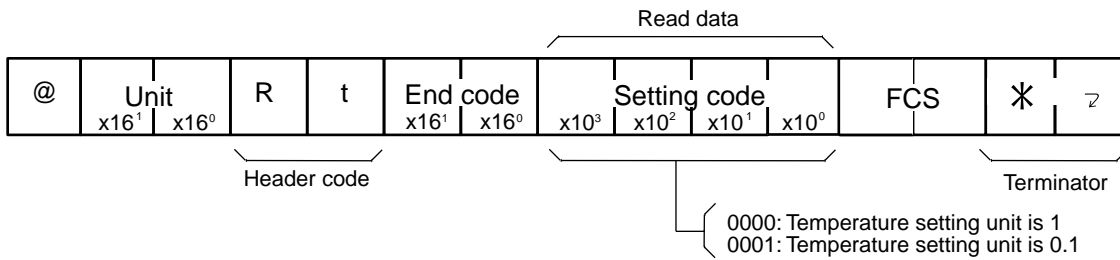 Read data
@ Unit R t End code Setting code FCS * ↵
x16¹ x16⁰ x16¹ x16⁰ x10³ x10² x10¹ x10⁰
Header code
Terminator
0000: Temperature setting unit is 1
0001: Temperature setting unit is 0.1